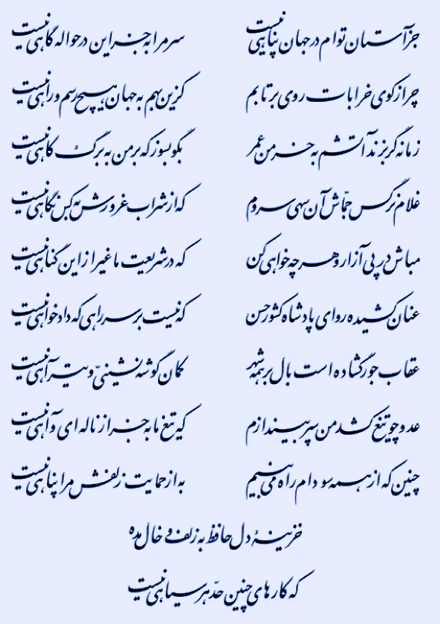 جز آستان توام در جهان پناهی نیست سر مرا به جز این در حواله گاهی نیست
چرا ز کوی خرابات روی برتابم کزین بهم به جهان هیچ رسم و راهی نیست
زمانه گر بزند آتشم به خرمن عمر بگو بسوز که بر من به برگ کاهی نیست
غلام نرگس جمّاش آن سهی سروم که از شراب غرورش به کس نگاهی نیست
مباش در پی آزار و هر چه خواهی کن که در شریعت ما غیر از این گناهی نیست
عنان کشیده رو ای پادشاه کشور حسن که نیست بر سر راهی که دادخواهی نیست
عقاب جور گشاده است بال بر همه شهر کمان گوشه نشینیّ و تیر آهی نیست
عدو چو تیغ کشد من سپر بیندازم که تیغ ما به جز از ناله ای و آهی نیست
چنین که از همه سو دام راه می بینم به از حمایت زلفش مرا پناهی نیست
خزینهٔ دل حافظ به زلف و خال مده
که کارهای چنین حدّ هر سیاهی نیست